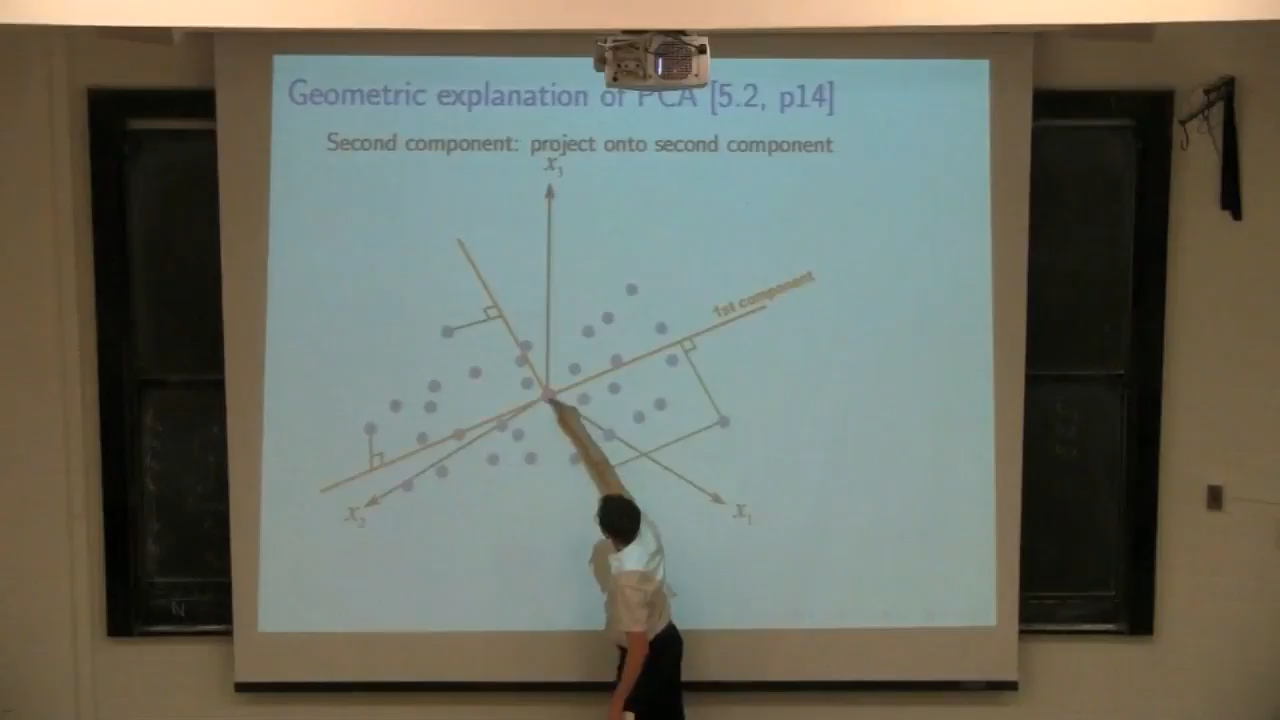 Geometric explanation of PCA [5.2, p14]
Second component: project onto second component
x₃
1st component
x₂
x₁
N